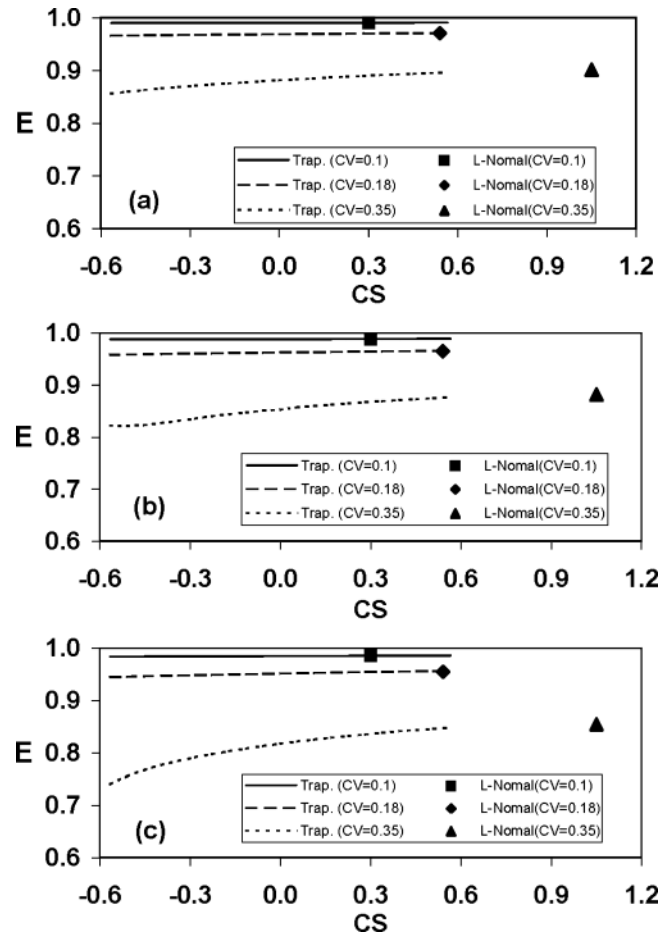 1.0
0.9
E 0.8
0.7
0.6
Trap. (CV=0.1) L-Nomal(CV=0.1)
Trap. (CV=0.18) L-Nomal(CV=0.18)
Trap. (CV=0.35) L-Nomal(CV=0.35)
(a)
-0.6 -0.3 0.0 0.3 0.6 0.9 1.2
CS
1.0
0.9
E 0.8
0.7
0.6
Trap. (CV=0.1) L-Nomal(CV=0.1)
Trap. (CV=0.18) L-Nomal(CV=0.18)
Trap. (CV=0.35) L-Nomal(CV=0.35)
(b)
-0.6 -0.3 0.0 0.3 0.6 0.9 1.2
CS
1.0
0.9
E 0.8
0.7
0.6
Trap. (CV=0.1) L-Nomal(CV=0.1)
Trap. (CV=0.18) L-Nomal(CV=0.18)
Trap. (CV=0.35) L-Nomal(CV=0.35)
(c)
-0.6 -0.3 0.0 0.3 0.6 0.9 1.2
CS